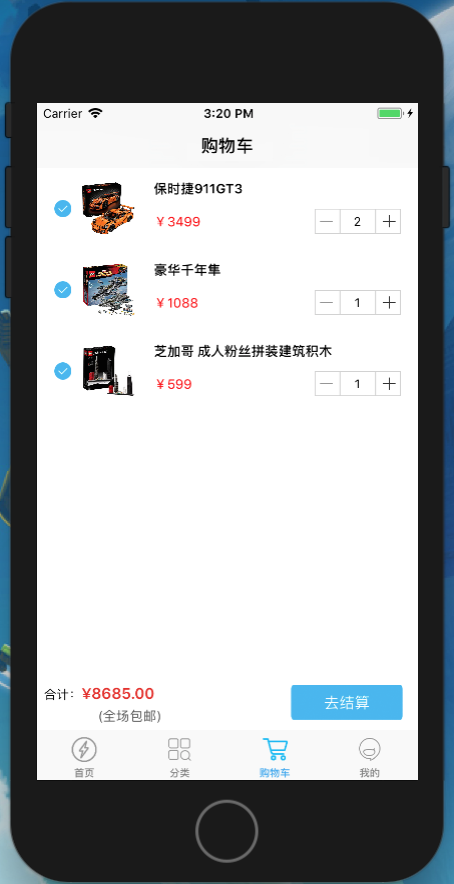 Carrier 3:20 PM
购物车
保时捷911GT3
￥3499 2
豪华千年隼
￥1088 1
芝加哥 成人粉丝拼装建筑积木
￥599 1
合计：¥8685.00
(全场包邮)
去结算
首页 分类 购物车 我的